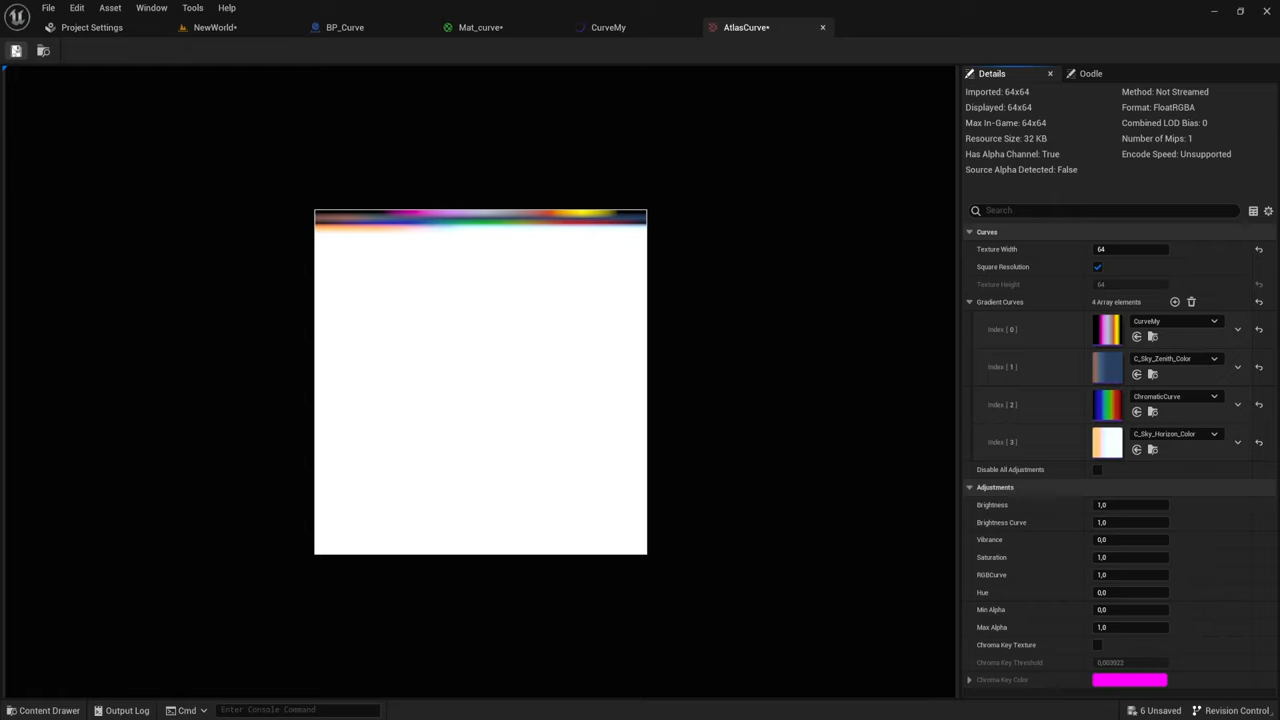 File Edit Asset Window Tools Help
Project Settings NewWorld* BP_Curve Mat_curve* CurveMy AtlasCurve*
Details Oodle
Imported: 64x64 Method: Not Streamed
Displayed: 64x64 Format: FloatRGBA
Max In-Game: 64x64 Combined LOD Bias: 0
Resource Size: 32 KB Number of Mips: 1
Has Alpha Channel: True Encode Speed: Unsupported
Source Alpha Detected: False
Search
Curves
Texture Width 64
Square Resolution
Texture Height 64
Gradient Curves 4 Array elements
Index [ 0 ] CurveMy
Index [ 1 ] C_Sky_Zenith_Color
Index [ 2 ] ChromaticCurve
Index [ 3 ] C_Sky_Horizon_Color
Disable All Adjustments
Adjustments
Brightness 1,0
Brightness Curve 1,0
Vibrance 0,0
Saturation 1,0
RGBCurve 1,0
Hue 0,0
Min Alpha 0,0
Max Alpha 1,0
Chroma Key Texture
Chroma Key Threshold 0,003922
Chroma Key Color
Content Drawer Output Log Cmd Enter Console Command 6 Unsaved Revision Control